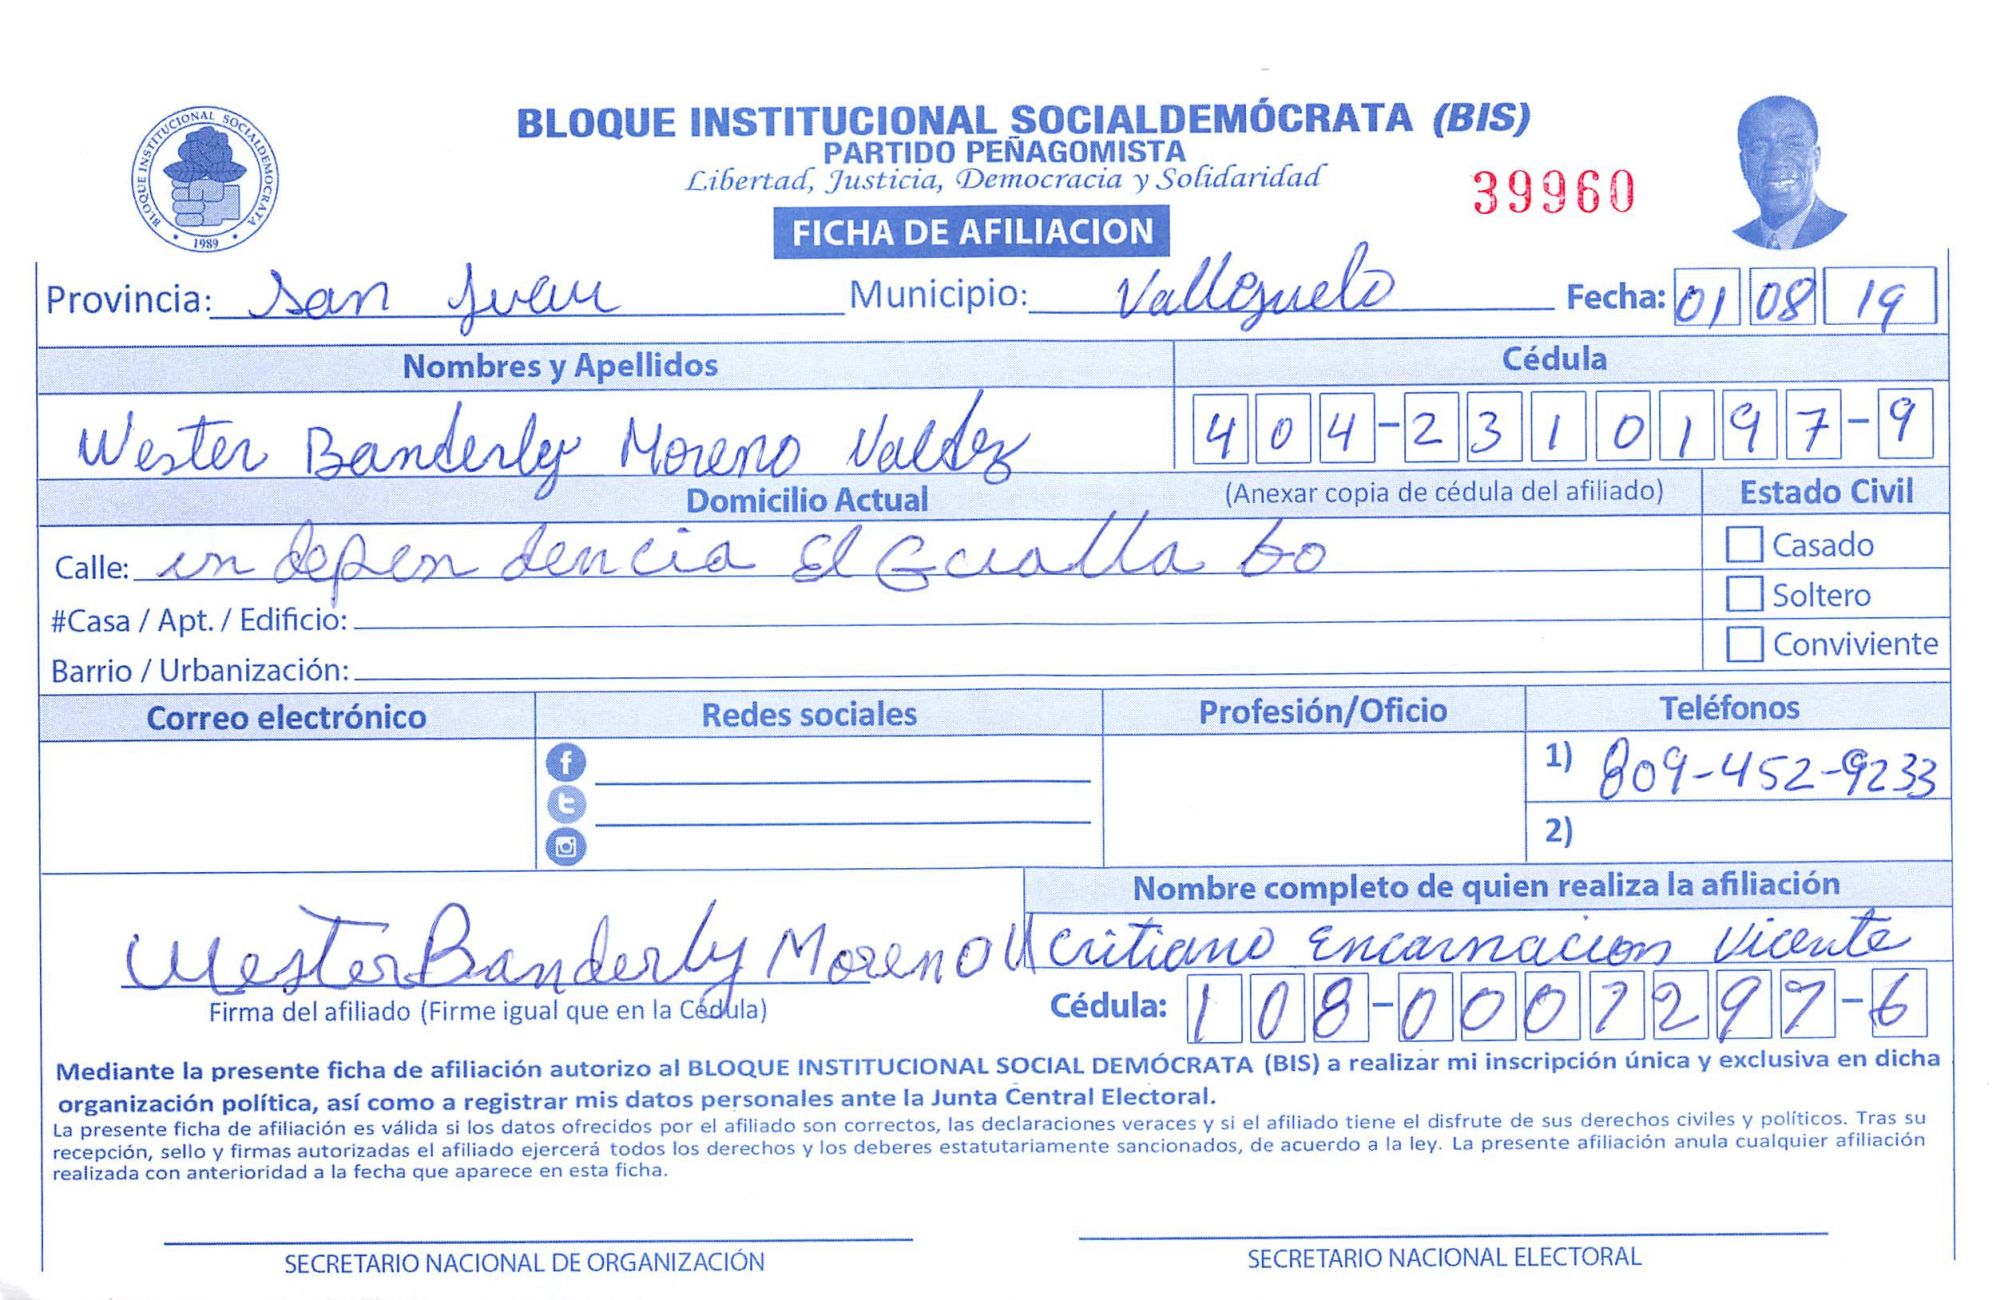 BLOQUE INSTITUCIONAL SOCIALDEMÓCRATA (BIS)
BLOQUE INSTITUCIONAL SOCIALDEMOCRATA • 1989 •
PARTIDO PEÑAGOMISTA
Libertad, Justicia, Democracia y Solidaridad
39960
FICHA DE AFILIACION
Provincia: San Juan Municipio: Vallejuelo Fecha: 01 08 19
Nombres y Apellidos Cédula
Wester Banderly Moreno Valdez 404-2310197-9
Domicilio Actual (Anexar copia de cédula del afiliado) Estado Civil
Calle: independencia El Gualla bo
Casado
#Casa / Apt. / Edificio:
Soltero
Barrio / Urbanización:
Conviviente
Correo electrónico Redes sociales Profesión/Oficio Teléfonos
1) 809-452-9233
2)
Nombre completo de quien realiza la afiliación
Wester Banderly Moreno V Critiano Encarnacion Vicente
Firma del afiliado (Firme igual que en la Cédula) Cédula: 108-0007297-6
Mediante la presente ficha de afiliación autorizo al BLOQUE INSTITUCIONAL SOCIAL DEMÓCRATA (BIS) a realizar mi inscripción única y exclusiva en dicha
organización política, así como a registrar mis datos personales ante la Junta Central Electoral.
La presente ficha de afiliación es válida si los datos ofrecidos por el afiliado son correctos, las declaraciones veraces y si el afiliado tiene el disfrute de sus derechos civiles y políticos. Tras su
recepción, sello y firmas autorizadas el afiliado ejercerá todos los derechos y los deberes estatutariamente sancionados, de acuerdo a la ley. La presente afiliación anula cualquier afiliación
realizada con anterioridad a la fecha que aparece en esta ficha.
SECRETARIO NACIONAL DE ORGANIZACIÓN SECRETARIO NACIONAL ELECTORAL